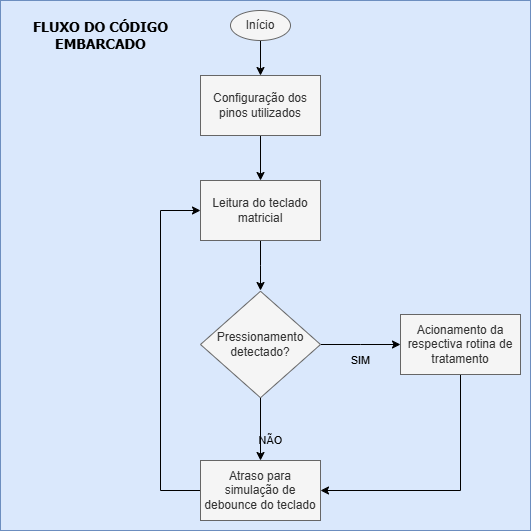 FLUXO DO CÓDIGO
EMBARCADO
Início
Configuração dos
pinos utilizados
Leitura do teclado
matricial
Pressionamento
detectado?
SIM
Acionamento da
respectiva rotina de
tratamento
NÃO
Atraso para
simulação de
debounce do teclado